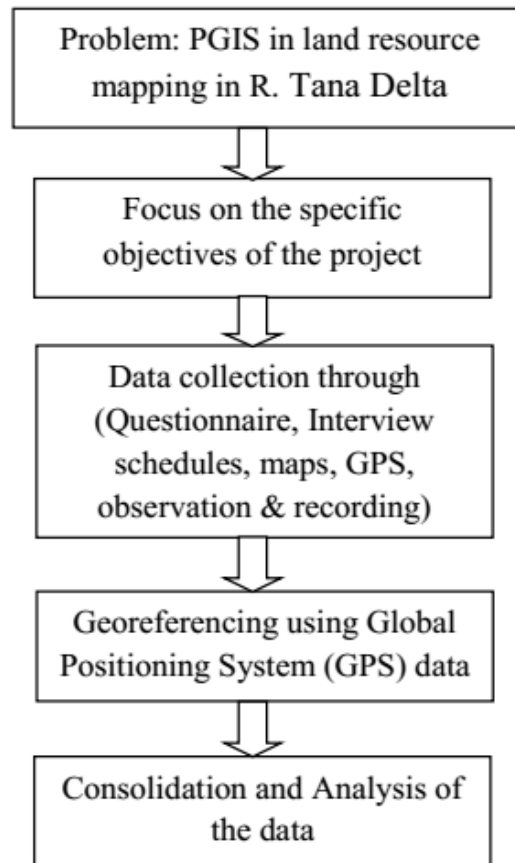 Problem: PGIS in land resource
mapping in R. Tana Delta
Focus on the specific
objectives of the project
Data collection through
(Questionnaire, Interview
schedules, maps, GPS,
observation & recording)
Georeferencing using Global
Positioning System (GPS) data
Consolidation and Analysis of
the data